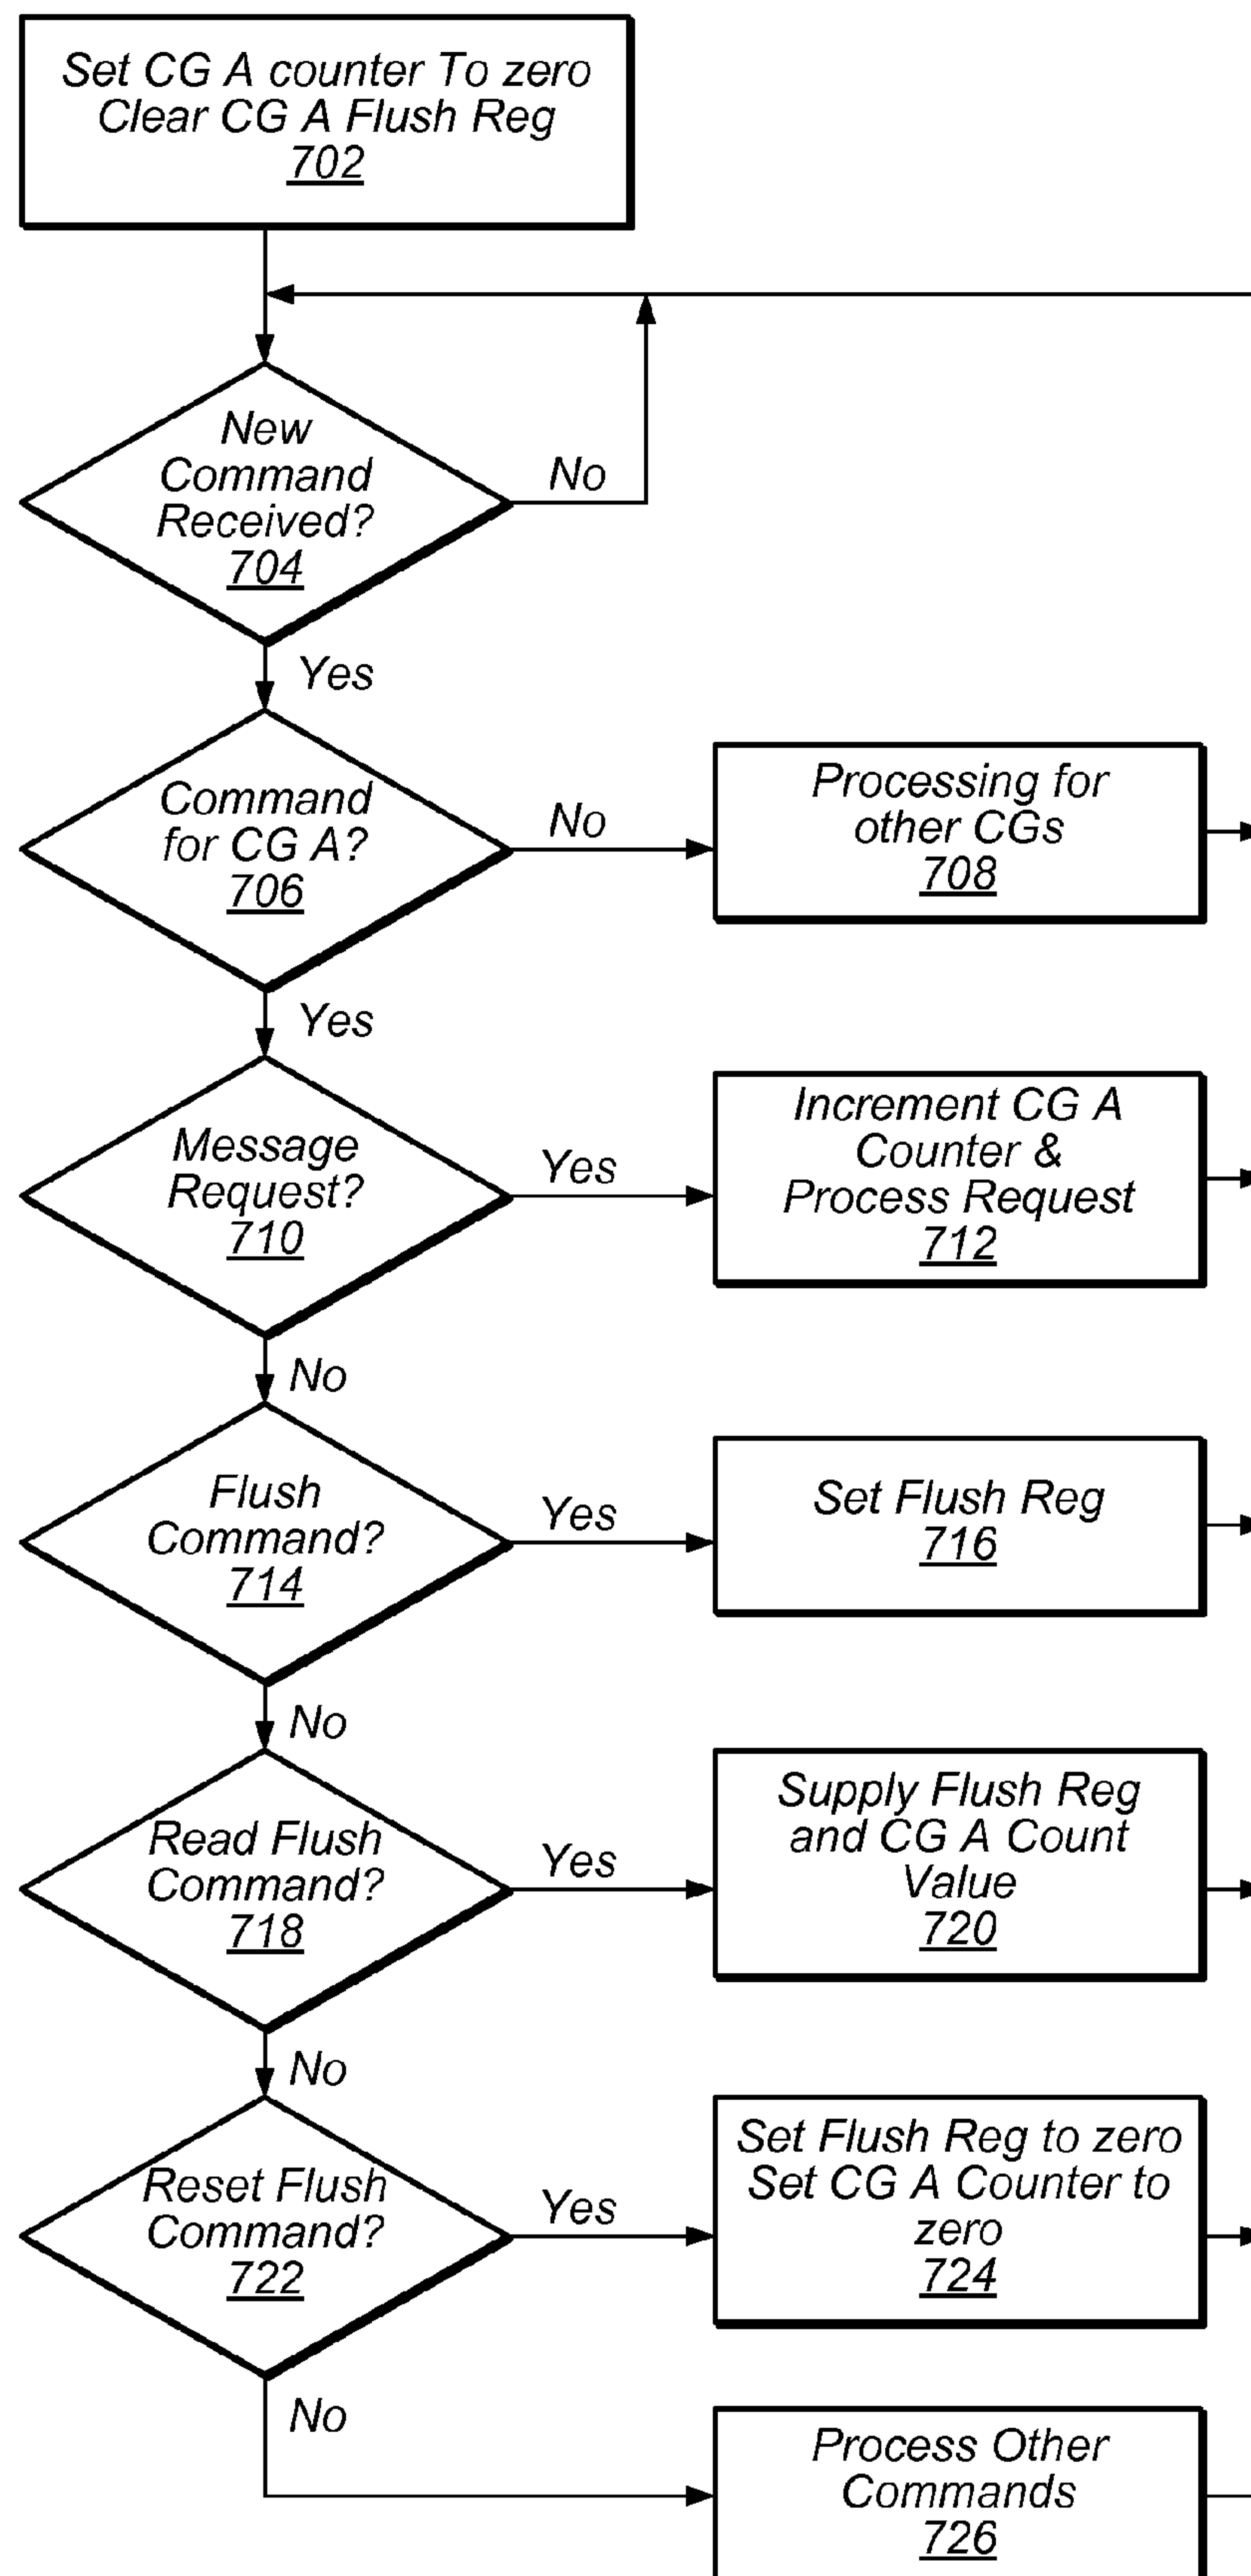 Set CG A counter To zero
Clear CG A Flush Reg
702
New
Command
Received?
704
No
Yes
Command
for CG A?
706
No
Processing for
other CGs
708
Yes
Message
Request?
710
Yes
Increment CG A
Counter &
Process Request
712
No
Flush
Command?
714
Yes
Set Flush Reg
716
No
Read Flush
Command?
718
Yes
Supply Flush Reg
and CG A Count
Value
720
No
Reset Flush
Command?
722
Yes
Set Flush Reg to zero
Set CG A Counter to
zero
724
No
Process Other
Commands
726